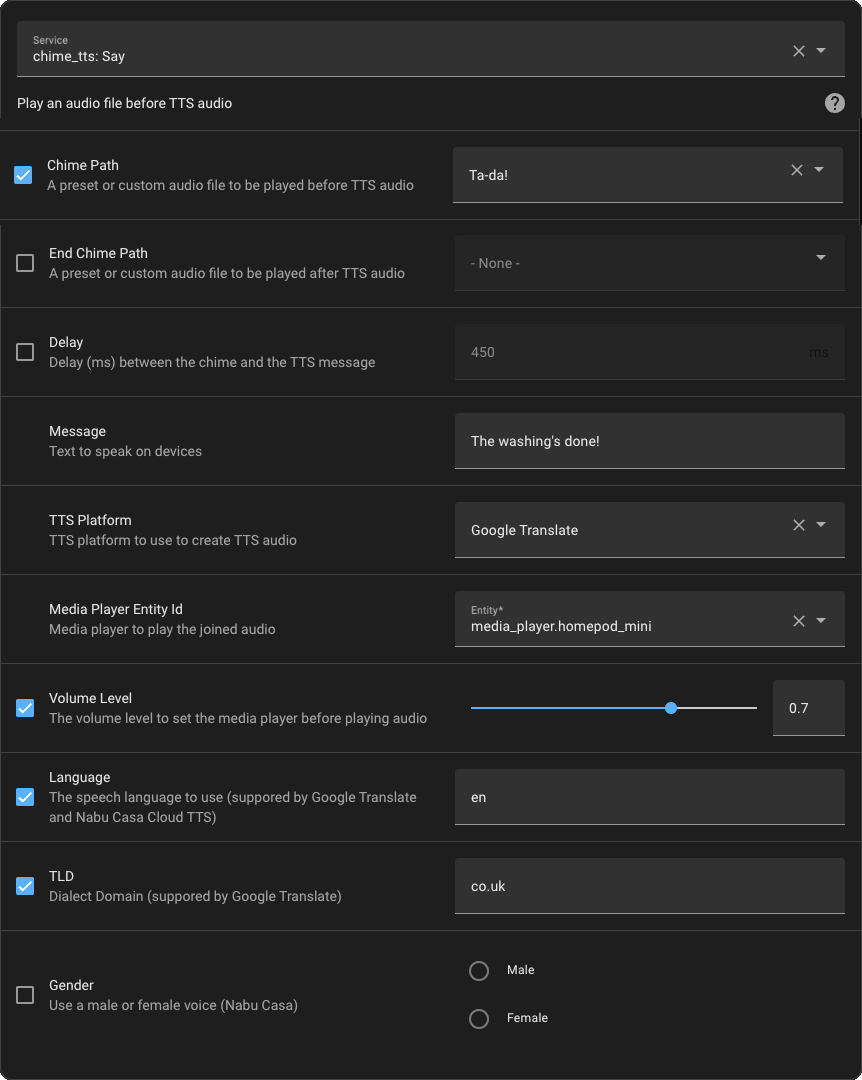 Service
chime_tts: Say
Play an audio file before TTS audio
Chime Path
A preset or custom audio file to be played before TTS audio
Ta-da!
End Chime Path
A preset or custom audio file to be played after TTS audio
- None -
Delay
Delay (ms) between the chime and the TTS message
450
ms
Message
Text to speak on devices
The washing's done!
TTS Platform
TTS platform to use to create TTS audio
Google Translate
Media Player Entity Id
Media player to play the joined audio
Entity*
media_player.homepod_mini
Volume Level
The volume level to set the media player before playing audio
0.7
Language
The speech language to use (suppored by Google Translate
and Nabu Casa Cloud TTS)
en
TLD
Dialect Domain (suppored by Google Translate)
co.uk
Gender
Use a male or female voice (Nabu Casa)
Male
Female